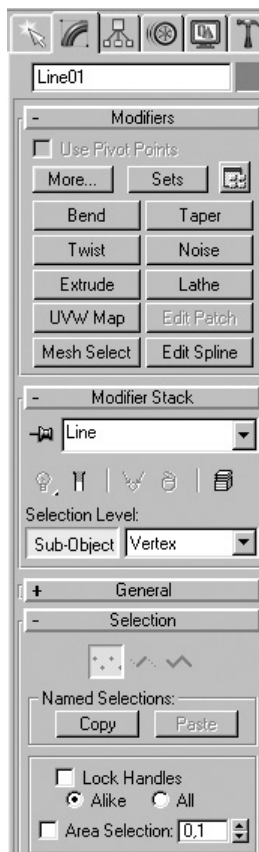 Line01
- Modifiers
Use Pivot Points
More... Sets
Bend Taper
Twist Noise
Extrude Lathe
UVW Map Edit Patch
Mesh Select Edit Spline
- Modifier Stack
Line
Selection Level:
Sub-Object Vertex
+ General
- Selection
Named Selections:
Copy Paste
Lock Handles
Alike All
Area Selection: 0,1